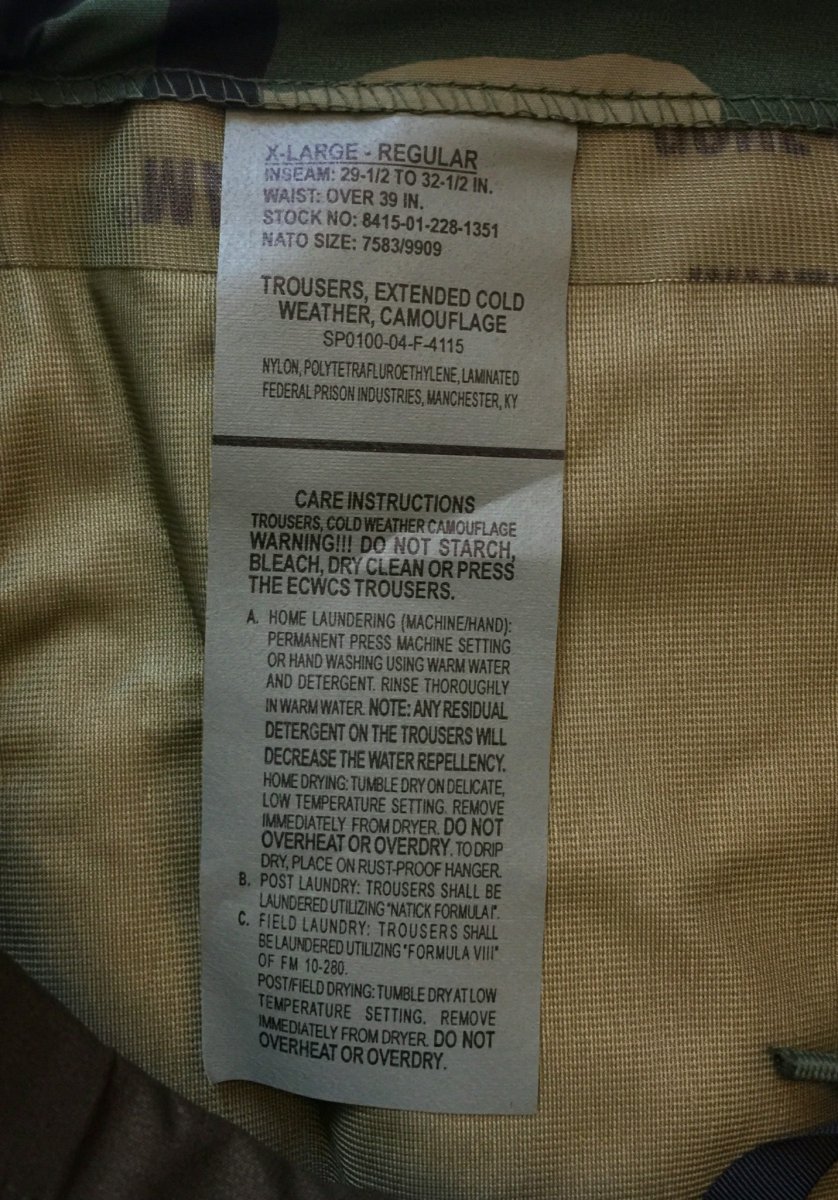 X-LARGE - REGULAR
INSEAM: 29-1/2 TO 32-1/2 IN.
WAIST: OVER 39 IN.
STOCK NO: 8415-01-228-1351
NATO SIZE: 7583/9909
TROUSERS, EXTENDED COLD
WEATHER, CAMOUFLAGE
SP0100-04-F-4115
NYLON, POLYTETRAFLUROETHYLENE, LAMINATED
FEDERAL PRISON INDUSTRIES, MANCHESTER, KY
CARE INSTRUCTIONS
TROUSERS, COLD WEATHER CAMOUFLAGE
WARNING!!! DO NOT STARCH,
BLEACH, DRY CLEAN OR PRESS
THE ECWCS TROUSERS.
A. HOME LAUNDERING (MACHINE/HAND):
PERMANENT PRESS MACHINE SETTING
OR HAND WASHING USING WARM WATER
AND DETERGENT. RINSE THOROUGHLY
IN WARM WATER. NOTE: ANY RESIDUAL
DETERGENT ON THE TROUSERS WILL
DECREASE THE WATER REPELLENCY.
HOME DRYING: TUMBLE DRY ON DELICATE,
LOW TEMPERATURE SETTING. REMOVE
IMMEDIATELY FROM DRYER. DO NOT
OVERHEAT OR OVERDRY. TO DRIP
DRY, PLACE ON RUST-PROOF HANGER.
B. POST LAUNDRY: TROUSERS SHALL BE
LAUNDERED UTILIZING "NATICK FORMULA I".
C. FIELD LAUNDRY: TROUSERS SHALL
BE LAUNDERED UTILIZING "FORMULA VIII"
OF FM 10-280.
POST/FIELD DRYING: TUMBLE DRY AT LOW
TEMPERATURE SETTING. REMOVE
IMMEDIATELY FROM DRYER. DO NOT
OVERHEAT OR OVERDRY.